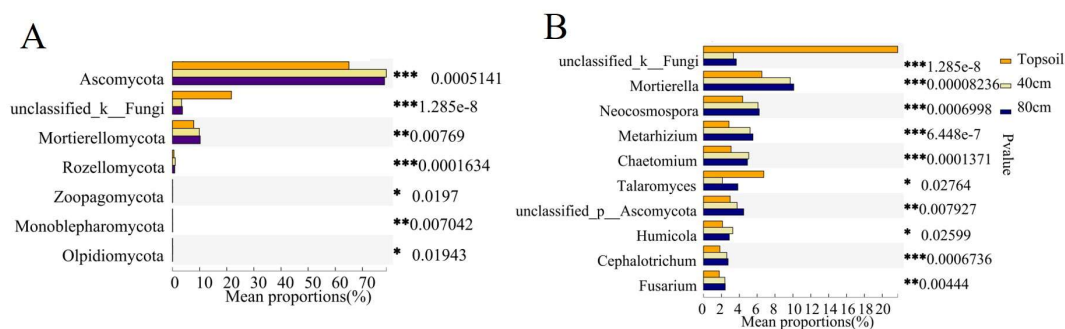 A
Ascomycota
*** 0.0005141
unclassified_k__Fungi
***1.285e-8
Mortierellomycota
**0.00769
Rozellomycota
***0.0001634
Zoopagomycota
* 0.0197
Monoblepharomycota
**0.007042
Olpidiomycota
* 0.01943
0 10 20 30 40 50 60 70
Mean proportions(%)
B
unclassified_k__Fungi
***1.285e-8
Mortierella
***0.00008236
Neocosmospora
***0.0006998
Metarhizium
***6.448e-7
Chaetomium
***0.0001371
Talaromyces
* 0.02764
unclassified_p__Ascomycota
**0.007927
Humicola
* 0.02599
Cephalotrichum
***0.0006736
Fusarium
**0.00444
0 2 4 6 8 10 12 14 16 18 20
Mean proportions(%)
Topsoil
40cm
80cm
Pvalue